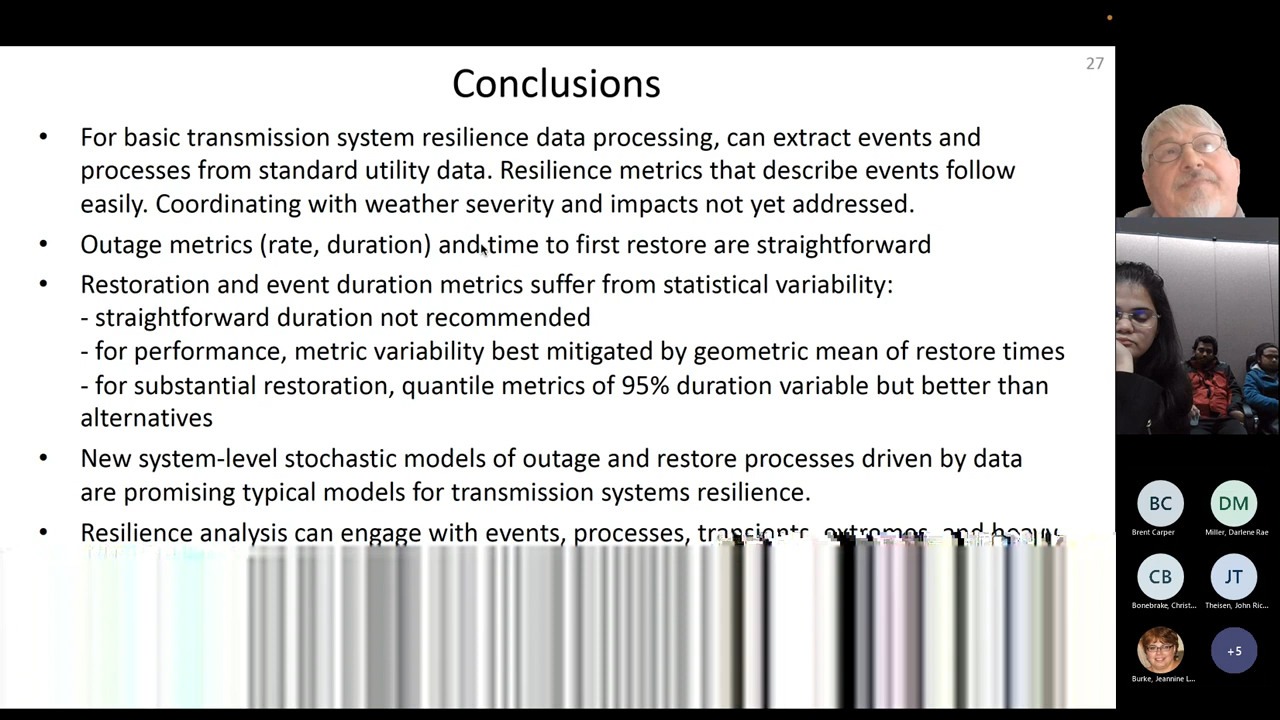 27
Conclusions
• For basic transmission system resilience data processing, can extract events and
processes from standard utility data. Resilience metrics that describe events follow
easily. Coordinating with weather severity and impacts not yet addressed.
• Outage metrics (rate, duration) and time to first restore are straightforward
• Restoration and event duration metrics suffer from statistical variability:
- straightforward duration not recommended
- for performance, metric variability best mitigated by geometric mean of restore times
- for substantial restoration, quantile metrics of 95% duration variable but better than
alternatives
• New system-level stochastic models of outage and restore processes driven by data
are promising typical models for transmission systems resilience.
• Resilience analysis can engage with events, processes, transients, extremes, and heavy
BC
DM
Brent Carper
Miller, Darlene Rae
CB
JT
Bonebrake, Christ...
Theisen, John Ric...
+5
Burke, Jeannine L...